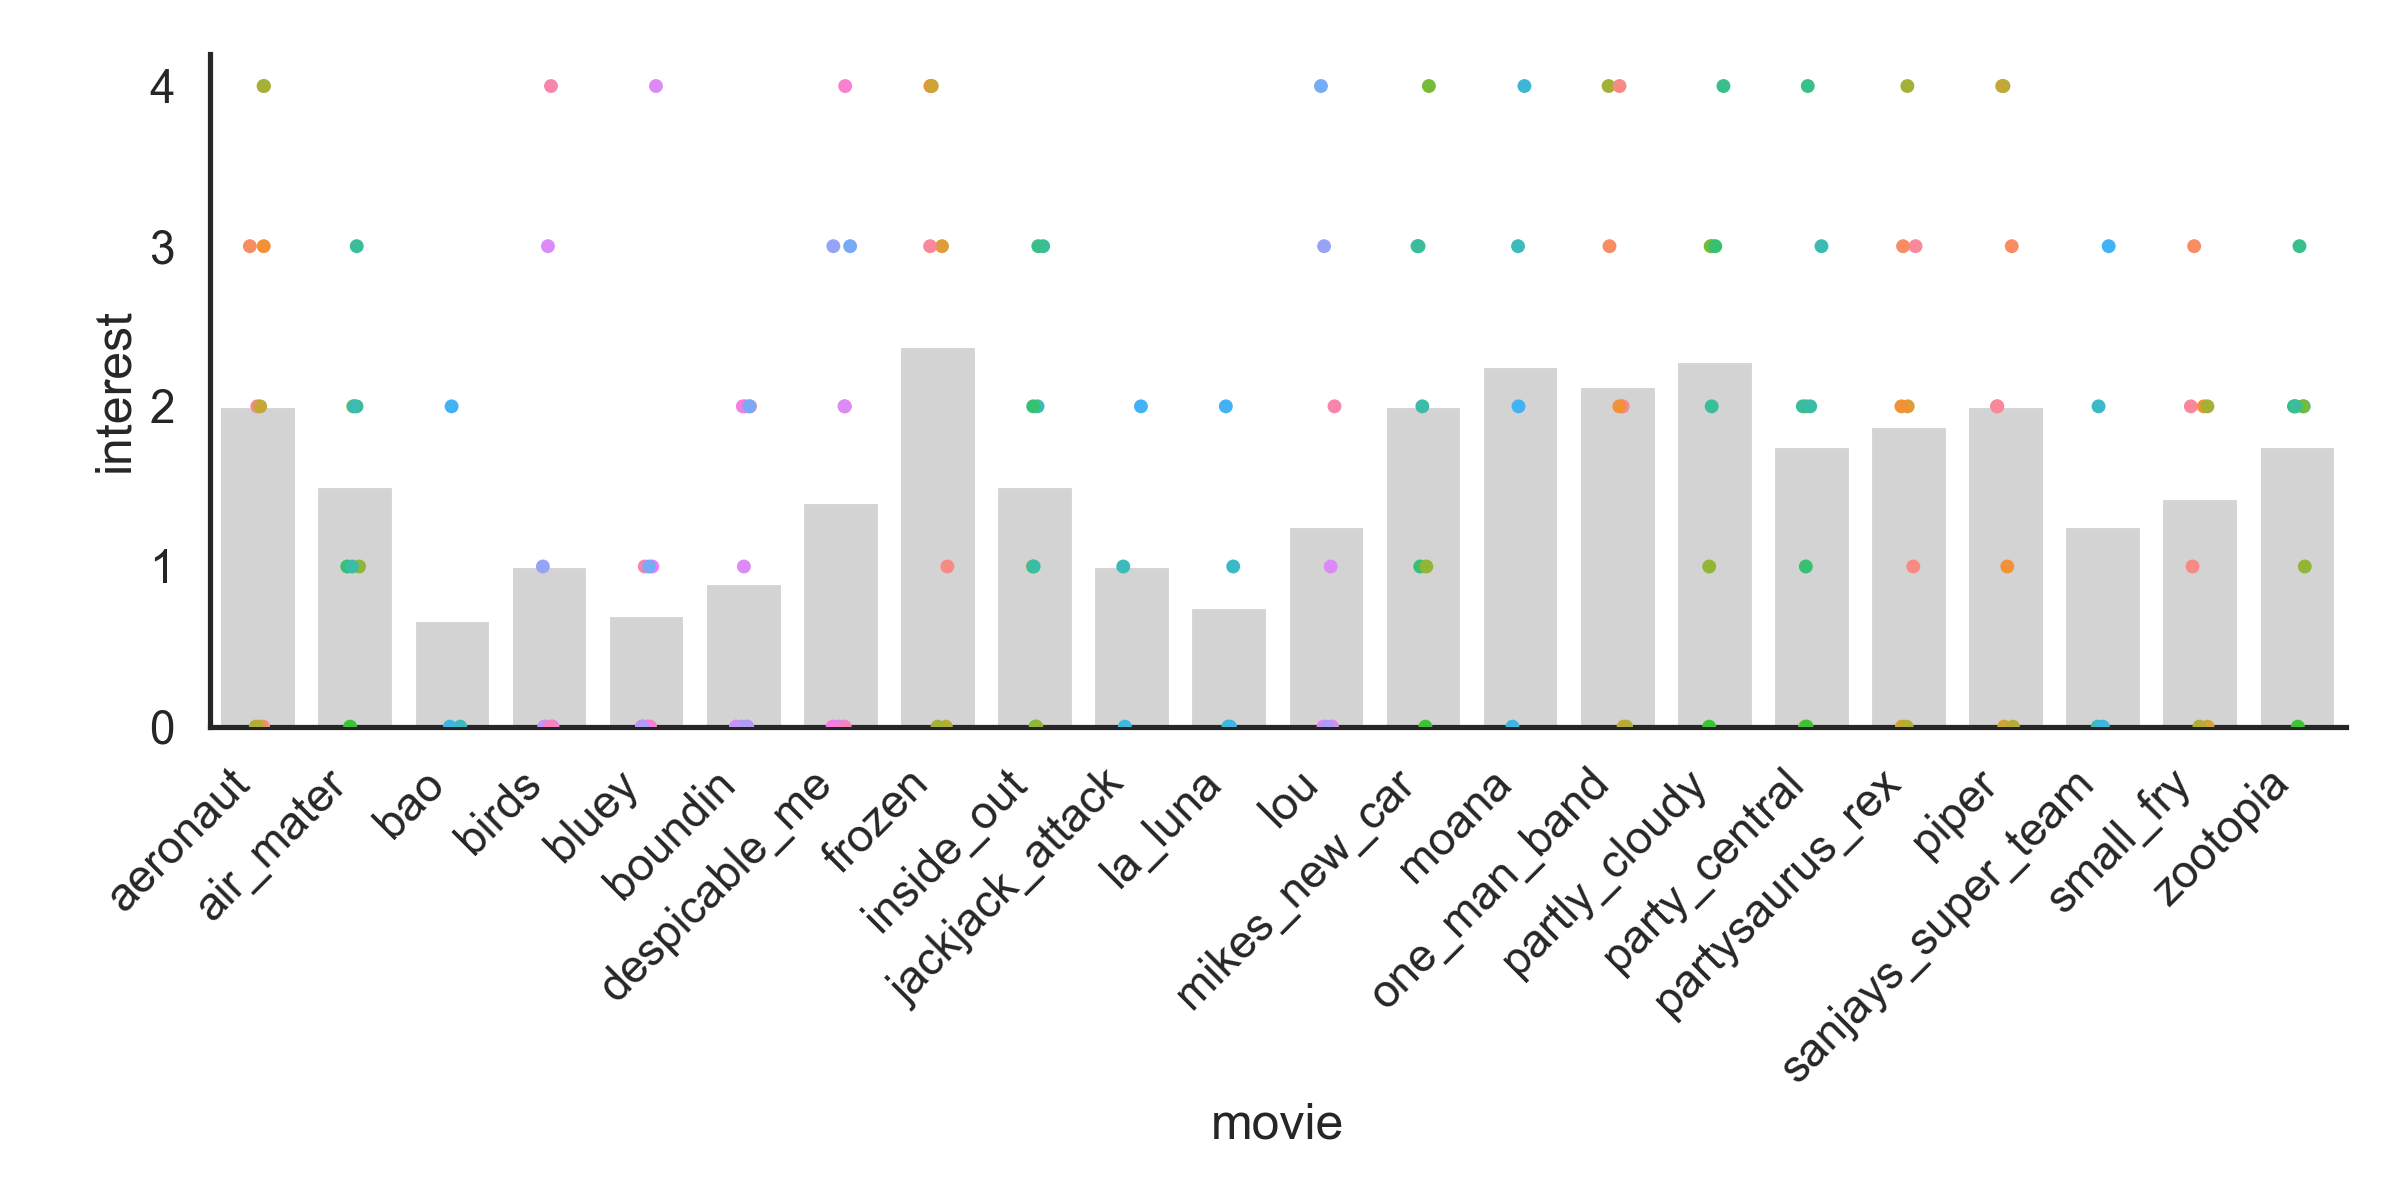 4
3
2
1
0
interest
aeronaut
air_mater
bao
birds
bluey
boundin
despicable_me
frozen
inside_out
jackjack_attack
la_luna
lou
mikes_new_car
moana
one_man_band
partly_cloudy
party_central
partysaurus_rex
piper
sanjays_super_team
small_fry
zootopia
movie